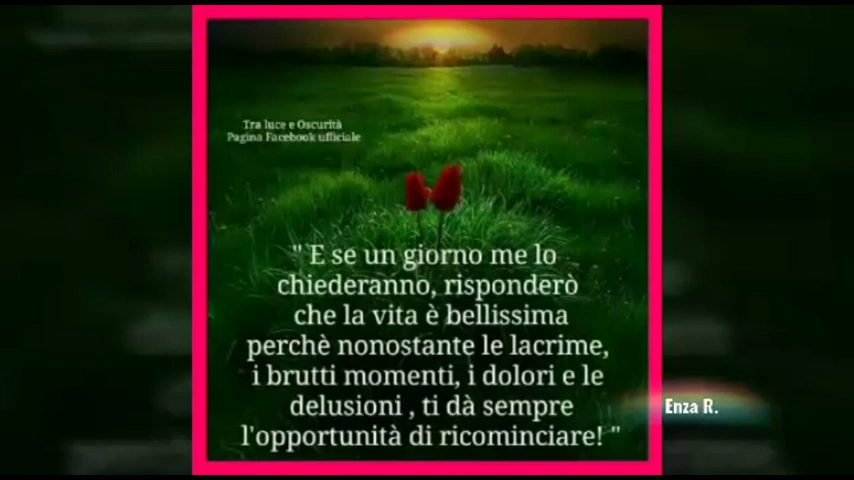 Tra luce e Oscurità
Pagina Facebook ufficiale
" E se un giorno me lo
chiederanno, risponderò
che la vita è bellissima
perchè nonostante le lacrime,
i brutti momenti, i dolori e le
delusioni , ti dà sempre
l'opportunità di ricominciare! "
Enza R.